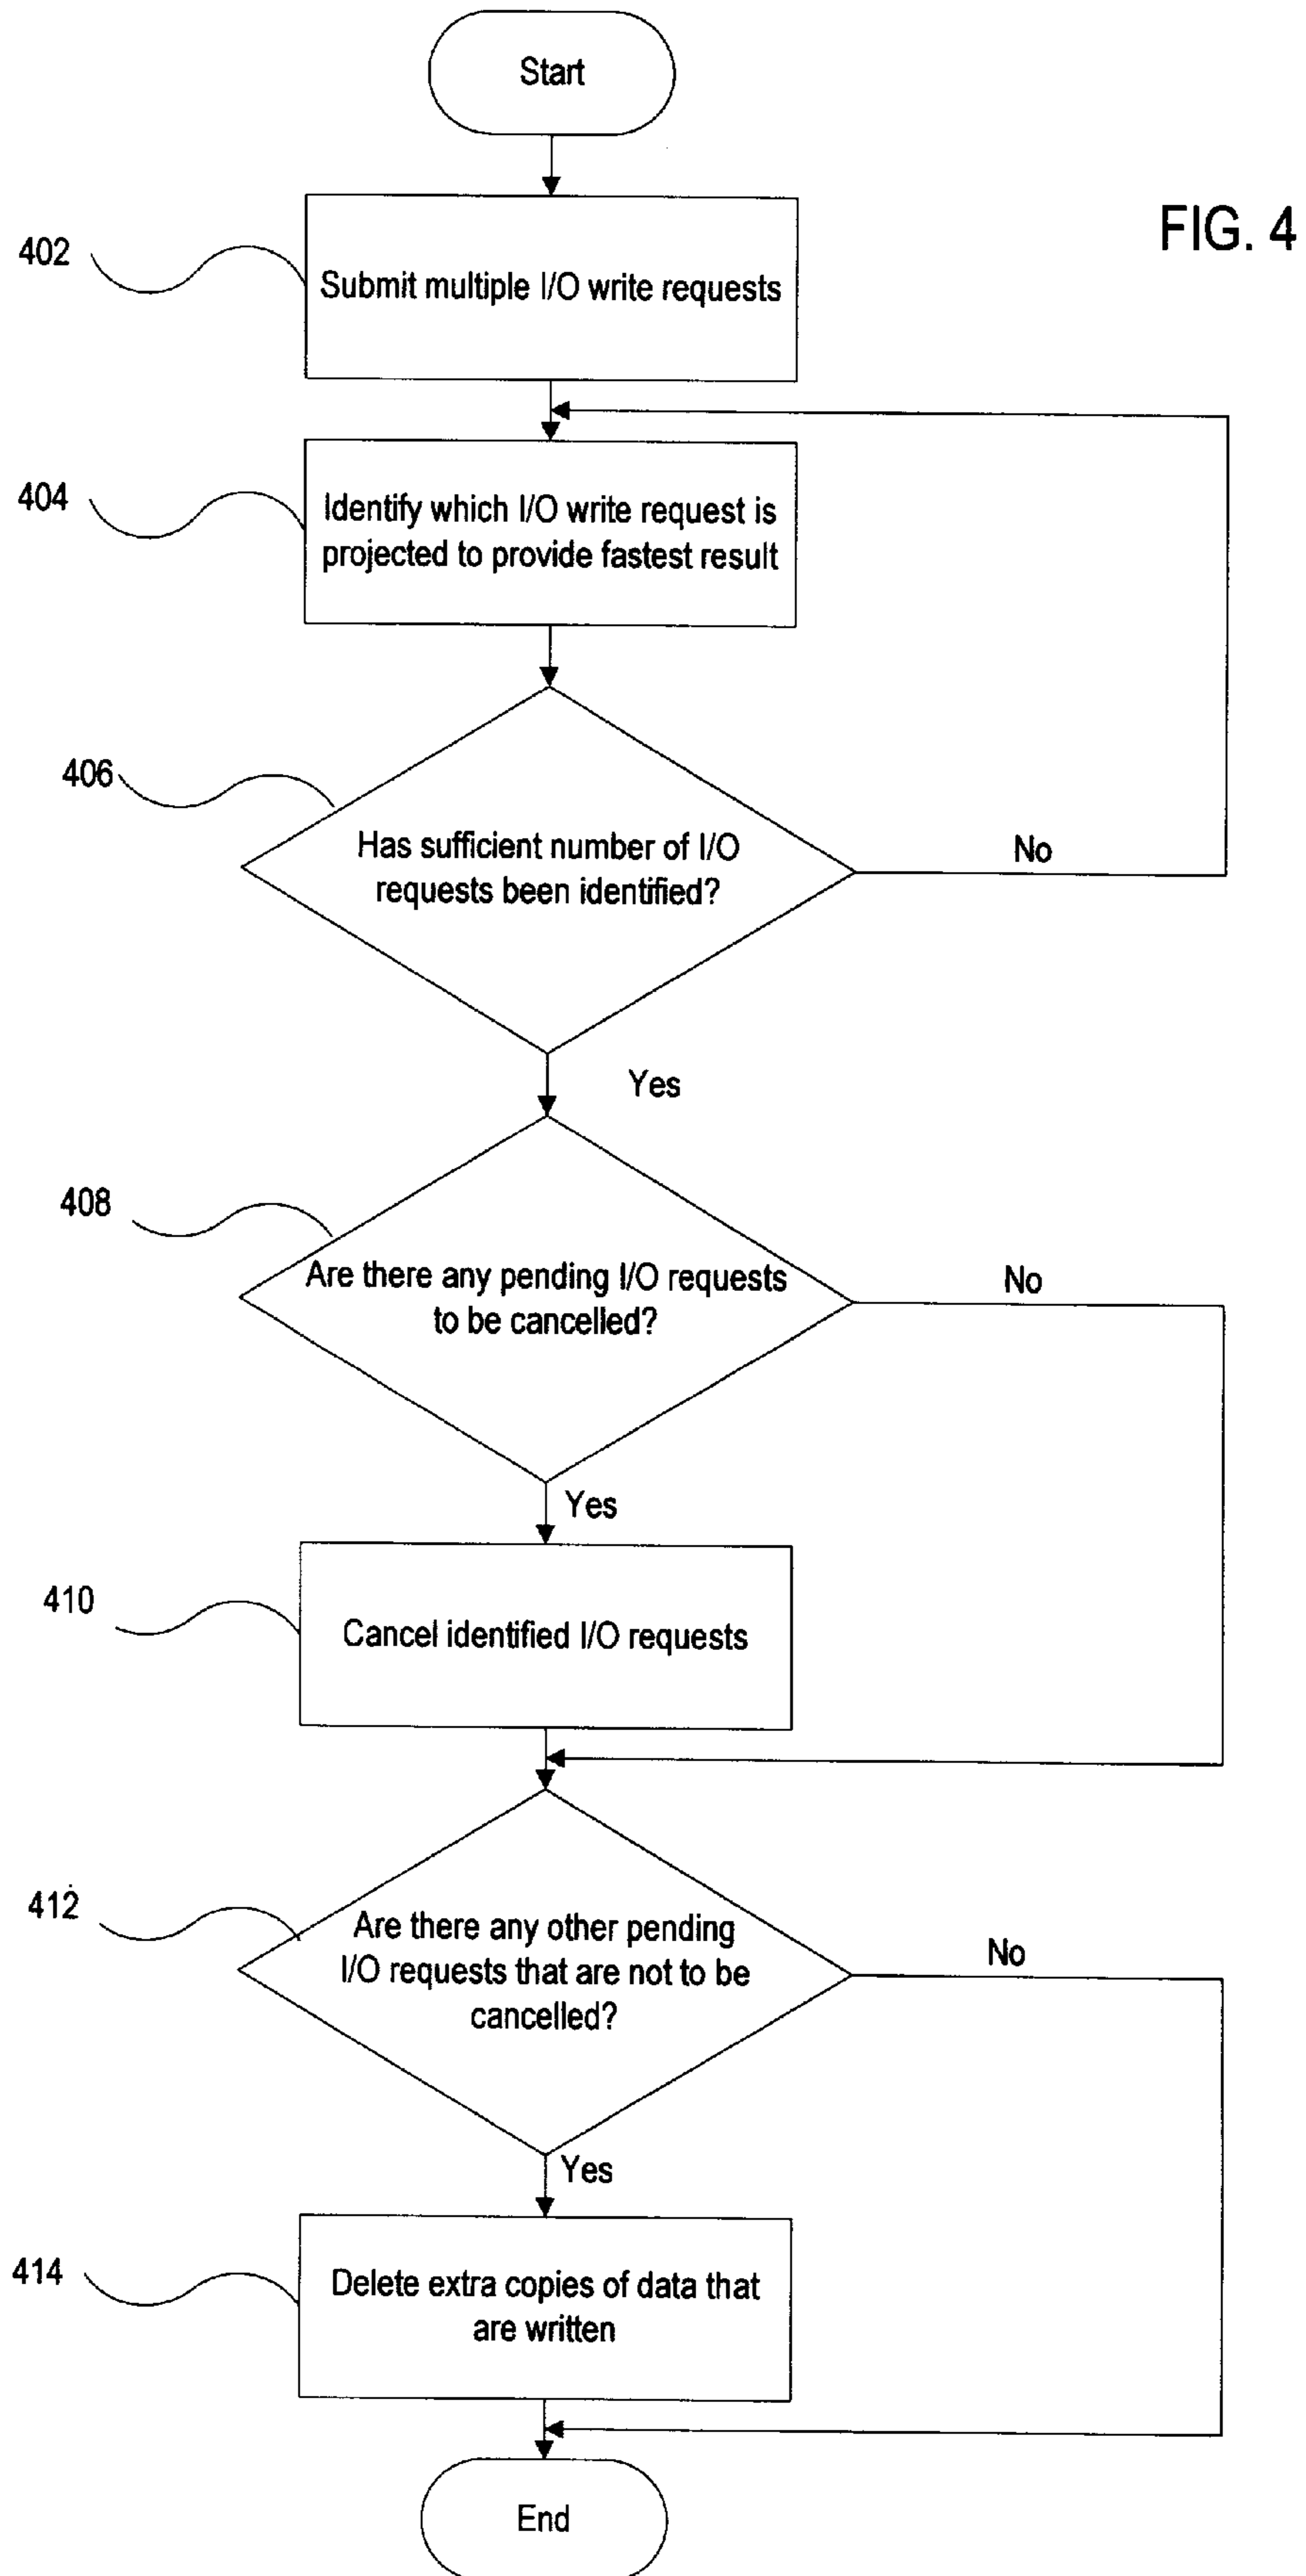 Start
FIG. 4
402
Submit multiple I/O write requests
404
Identify which I/O write request is
projected to provide fastest result
406
Has sufficient number of I/O
requests been identified?
No
Yes
408
Are there any pending I/O requests
to be cancelled?
No
Yes
410
Cancel identified I/O requests
412
Are there any other pending
I/O requests that are not to be
cancelled?
No
Yes
414
Delete extra copies of data that
are written
End